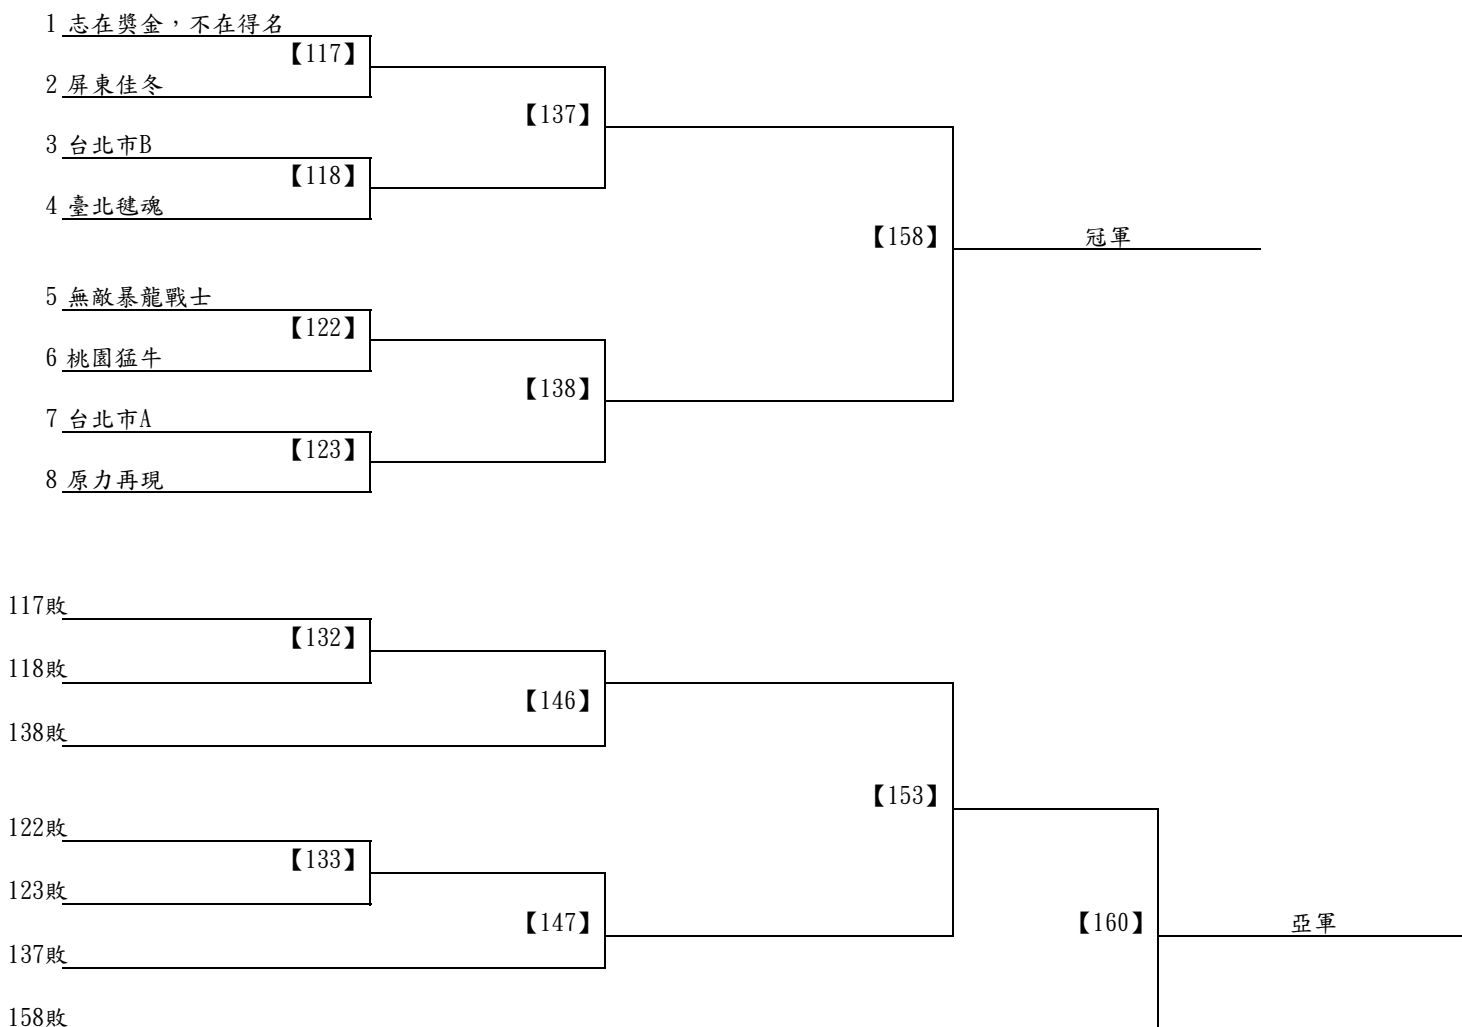 1 志在獎金，不在得名
【117】
2 屏東佳冬
【137】
3 台北市B
【118】
4 臺北毽魂
【158】 冠軍
5 無敵暴龍戰士
【122】
6 桃園猛牛
【138】
7 台北市A
【123】
8 原力再現
117敗
【132】
118敗
【146】
138敗
【153】
122敗
【133】
123敗
【147】 【160】 亞軍
137敗
158敗